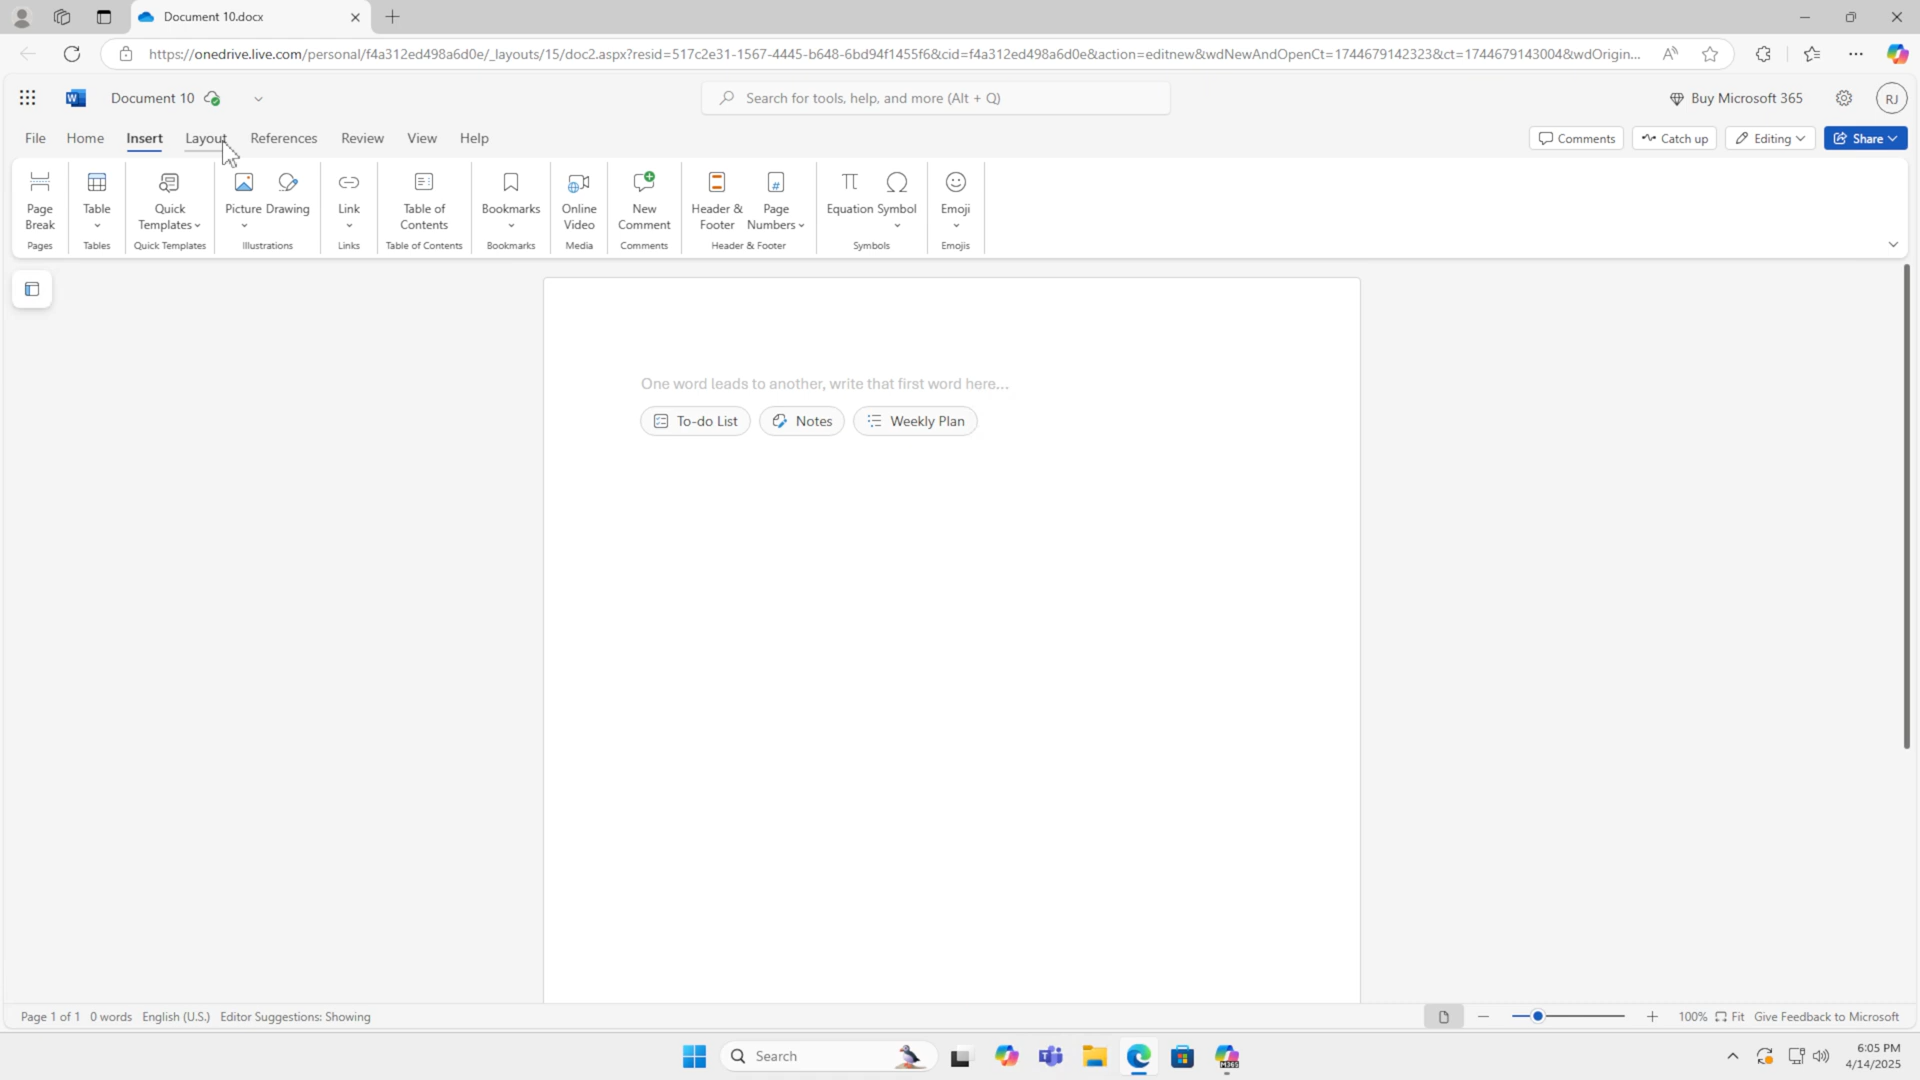 Document 10.docx
https://onedrive.live.com/personal/f4a312ed498a6d0e/_layouts/15/doc2.aspx?resid=517c2e31-1567-4445-b648-6bd94f1455f6&cid=f4a312ed498a6d0e&action=editnew&wdNewAndOpenCt=1744679142323&ct=1744679143004&wdOrigin...
Document 10
Search for tools, help, and more (Alt + Q)
Buy Microsoft 365
RJ
File Home Insert Layout References Review View Help
Comments Catch up Editing Share
Page Break
Table
Quick Templates
Picture Drawing
Link
Table of Contents
Bookmarks
Online Video
New Comment
Header & Footer
Page Numbers
Equation Symbol
Emoji
Pages Tables Quick Templates Illustrations Links Table of Contents Bookmarks Media Comments Header & Footer Symbols Emojis
One word leads to another, write that first word here...
To-do List Notes Weekly Plan
Page 1 of 1 0 words English (U.S.) Editor Suggestions: Showing
100% Fit Give Feedback to Microsoft
Search
M365
6:05 PM
4/14/2025